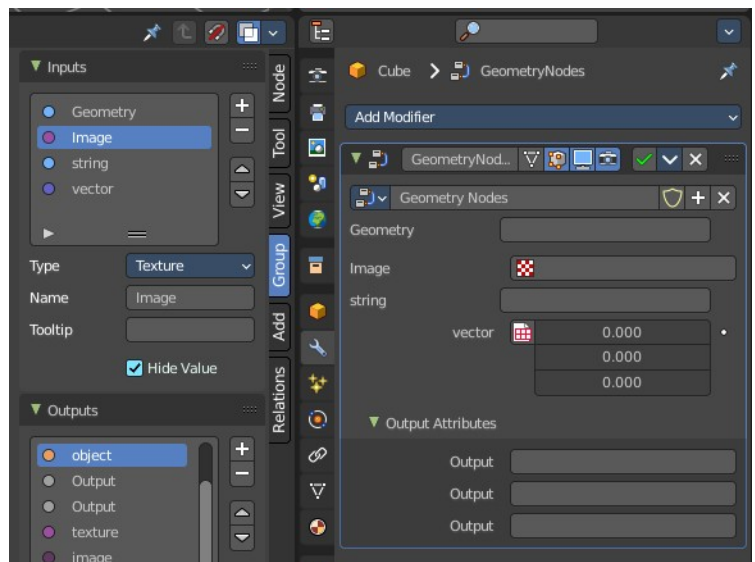 Inputs
Geometry
Image
string
vector
Type
Texture
Name
Image
Tooltip
Hide Value
Outputs
object
Output
Output
texture
image
Node
Tool
View
Group
Add
Relations
Cube
GeometryNodes
Add Modifier
GeometryNod...
Geometry Nodes
Geometry
Image
string
vector
0.000
0.000
0.000
Output Attributes
Output
Output
Output